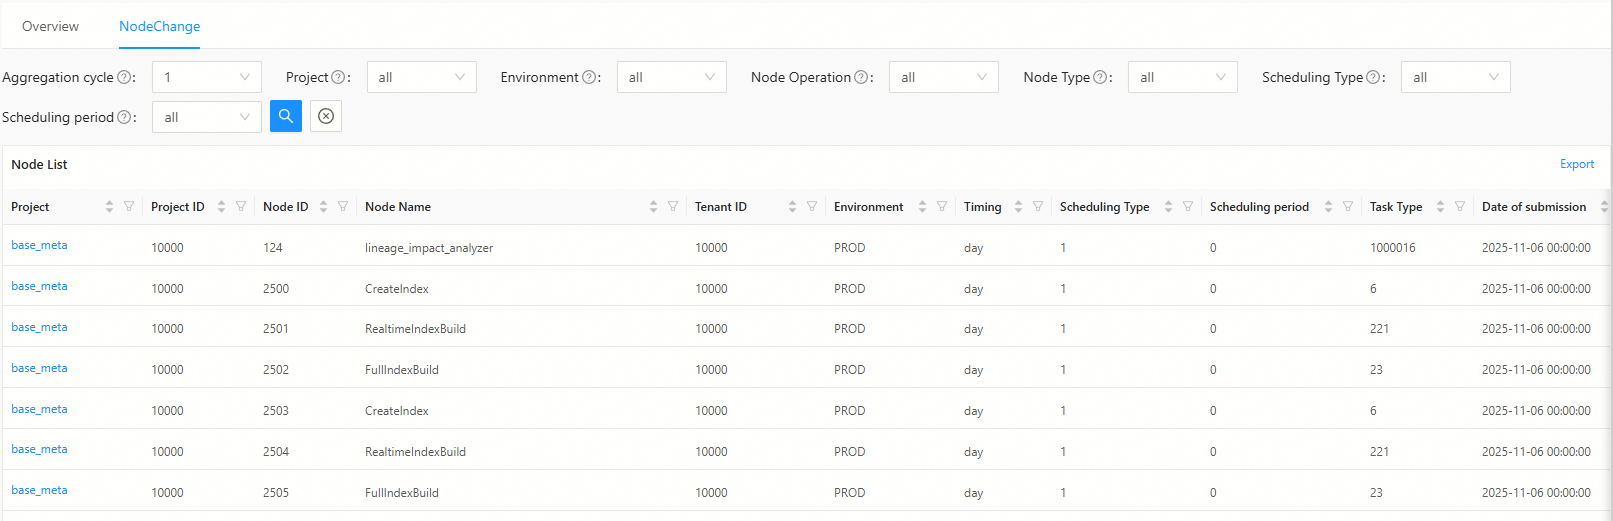 Overview NodeChange
Aggregation cycle ?: 1 Project ?: all Environment ?: all Node Operation ?: all Node Type ?: all Scheduling Type ?: all
Scheduling period ?: all
Node List Export
Project Project ID Node ID Node Name Tenant ID Environment Timing Scheduling Type Scheduling period Task Type Date of submission
base_meta 10000 124 lineage_impact_analyzer 10000 PROD day 1 0 1000016 2025-11-06 00:00:00
base_meta 10000 2500 CreateIndex 10000 PROD day 1 0 6 2025-11-06 00:00:00
base_meta 10000 2501 RealtimeIndexBuild 10000 PROD day 1 0 221 2025-11-06 00:00:00
base_meta 10000 2502 FullIndexBuild 10000 PROD day 1 0 23 2025-11-06 00:00:00
base_meta 10000 2503 CreateIndex 10000 PROD day 1 0 6 2025-11-06 00:00:00
base_meta 10000 2504 RealtimeIndexBuild 10000 PROD day 1 0 221 2025-11-06 00:00:00
base_meta 10000 2505 FullIndexBuild 10000 PROD day 1 0 23 2025-11-06 00:00:00